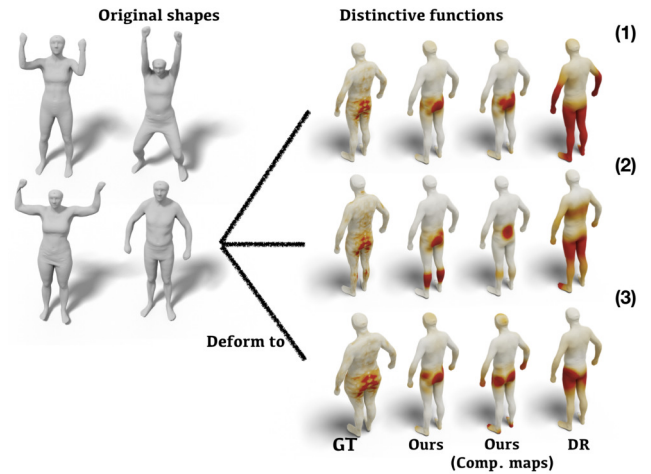 Original shapes
Distinctive functions
(1)
(2)
(3)
Deform to
GT
Ours
Ours
(Comp. maps)
DR